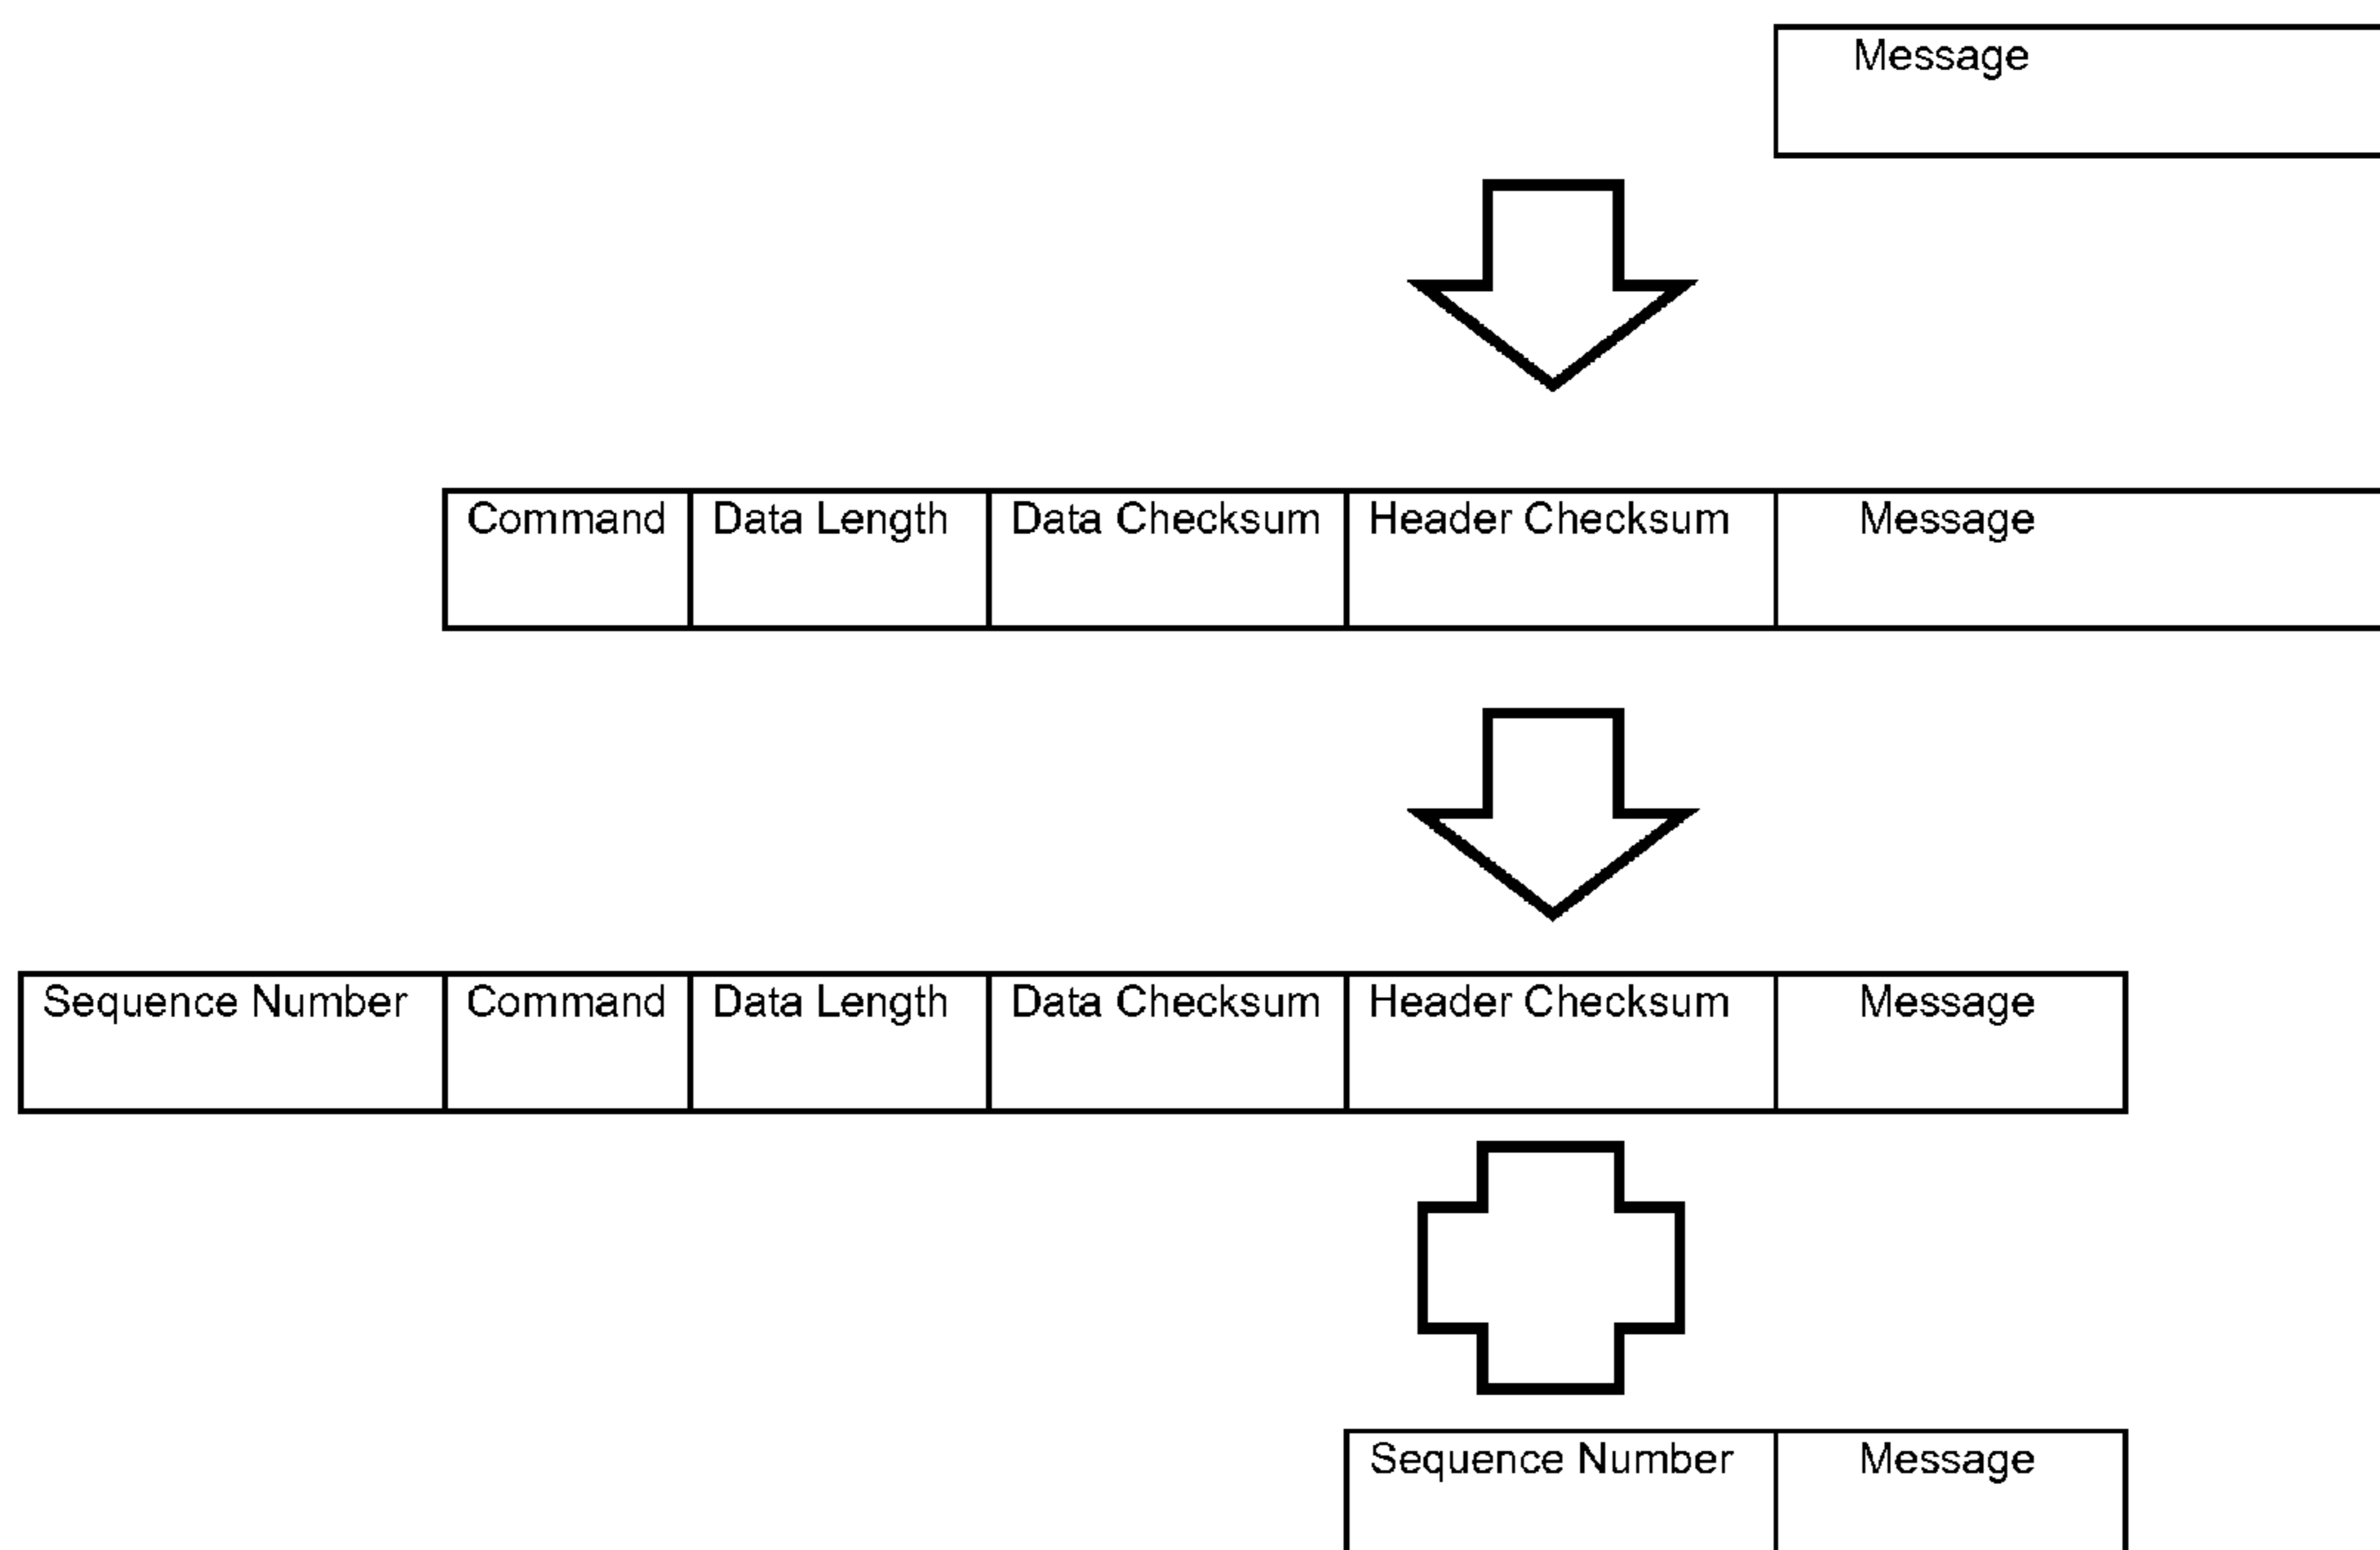 Message
Command Data Length Data Checksum Header Checksum Message
Sequence Number Command Data Length Data Checksum Header Checksum Message
Sequence Number Message